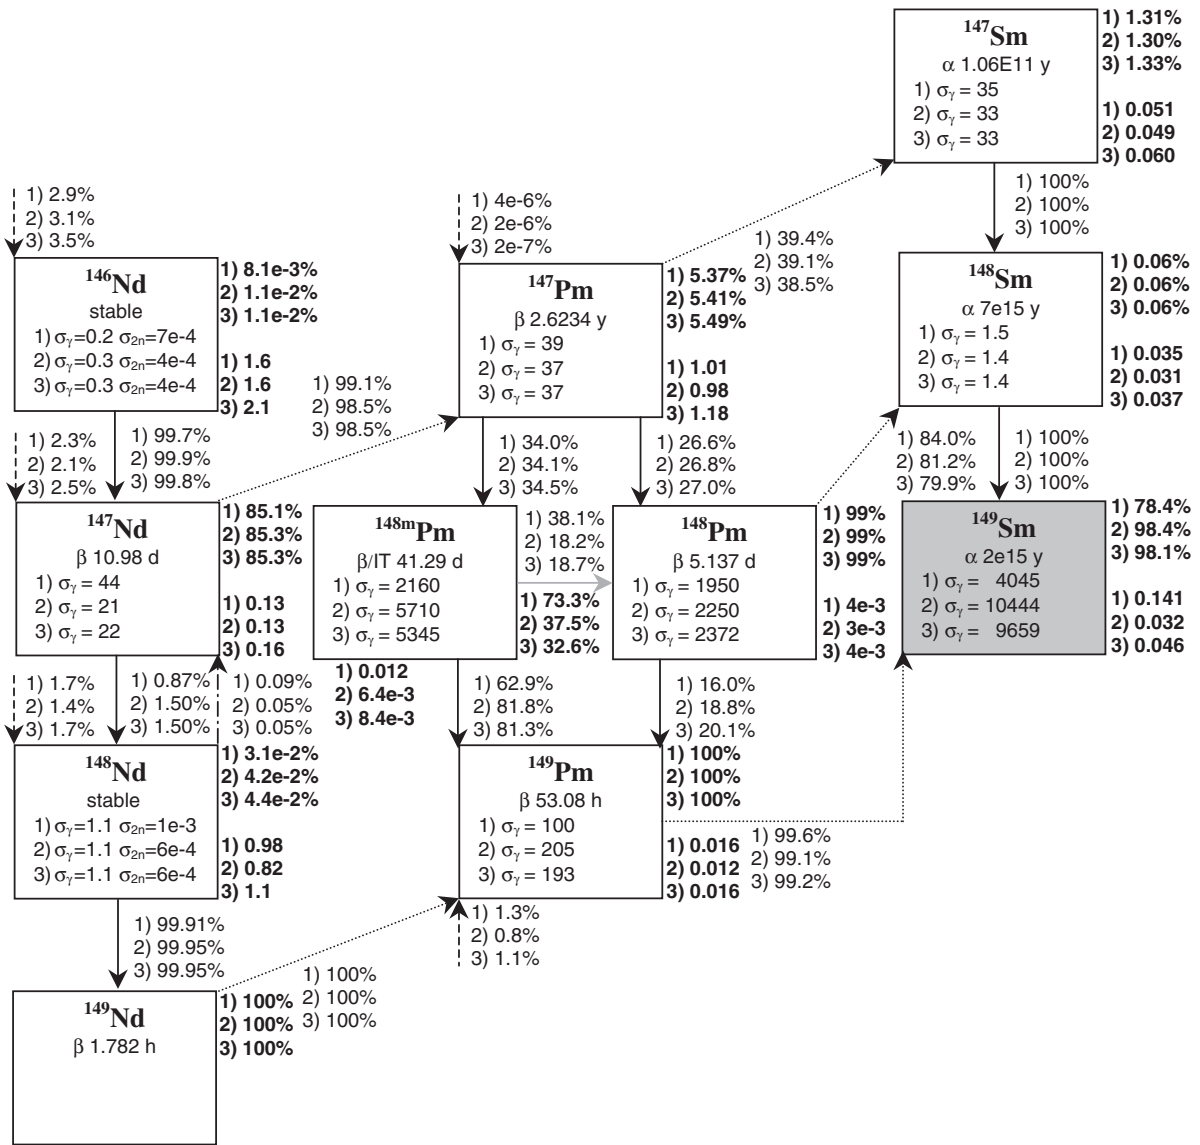 147Sm
α 1.06E11 y
1) σγ = 35
2) σγ = 33
3) σγ = 33
1) 1.31%
2) 1.30%
3) 1.33%
1) 0.051
2) 0.049
3) 0.060
1) 2.9%
2) 3.1%
3) 3.5%
1) 4e-6%
2) 2e-6%
3) 2e-7%
1) 39.4%
2) 39.1%
3) 38.5%
1) 100%
2) 100%
3) 100%
146Nd
stable
1) σγ=0.2 σ2n=7e-4
2) σγ=0.3 σ2n=4e-4
3) σγ=0.3 σ2n=4e-4
1) 8.1e-3%
2) 1.1e-2%
3) 1.1e-2%
1) 1.6
2) 1.6
3) 2.1
147Pm
β 2.6234 y
1) σγ = 39
2) σγ = 37
3) σγ = 37
1) 5.37%
2) 5.41%
3) 5.49%
1) 1.01
2) 0.98
3) 1.18
148Sm
α 7e15 y
1) σγ = 1.5
2) σγ = 1.4
3) σγ = 1.4
1) 0.06%
2) 0.06%
3) 0.06%
1) 0.035
2) 0.031
3) 0.037
1) 2.3%
2) 2.1%
3) 2.5%
1) 99.7%
2) 99.9%
3) 99.8%
1) 99.1%
2) 98.5%
3) 98.5%
1) 34.0%
2) 34.1%
3) 34.5%
1) 26.6%
2) 26.8%
3) 27.0%
1) 84.0%
2) 81.2%
3) 79.9%
1) 100%
2) 100%
3) 100%
147Nd
β 10.98 d
1) σγ = 44
2) σγ = 21
3) σγ = 22
1) 85.1%
2) 85.3%
3) 85.3%
1) 0.13
2) 0.13
3) 0.16
148mPm
β/IT 41.29 d
1) σγ = 2160
2) σγ = 5710
3) σγ = 5345
1) 38.1%
2) 18.2%
3) 18.7%
1) 73.3%
2) 37.5%
3) 32.6%
1) 0.012
2) 6.4e-3
3) 8.4e-3
148Pm
β 5.137 d
1) σγ = 1950
2) σγ = 2250
3) σγ = 2372
1) 99%
2) 99%
3) 99%
1) 4e-3
2) 3e-3
3) 4e-3
149Sm
α 2e15 y
1) σγ = 4045
2) σγ = 10444
3) σγ = 9659
1) 78.4%
2) 98.4%
3) 98.1%
1) 0.141
2) 0.032
3) 0.046
1) 1.7%
2) 1.4%
3) 1.7%
1) 0.87%
2) 1.50%
3) 1.50%
1) 0.09%
2) 0.05%
3) 0.05%
1) 62.9%
2) 81.8%
3) 81.3%
1) 16.0%
2) 18.8%
3) 20.1%
148Nd
stable
1) σγ=1.1 σ2n=1e-3
2) σγ=1.1 σ2n=6e-4
3) σγ=1.1 σ2n=6e-4
1) 3.1e-2%
2) 4.2e-2%
3) 4.4e-2%
1) 0.98
2) 0.82
3) 1.1
149Pm
β 53.08 h
1) σγ = 100
2) σγ = 205
3) σγ = 193
1) 100%
2) 100%
3) 100%
1) 0.016
2) 0.012
3) 0.016
1) 99.6%
2) 99.1%
3) 99.2%
1) 99.91%
2) 99.95%
3) 99.95%
1) 1.3%
2) 0.8%
3) 1.1%
149Nd
β 1.782 h
1) 100%
2) 100%
3) 100%
1) 100%
2) 100%
3) 100%